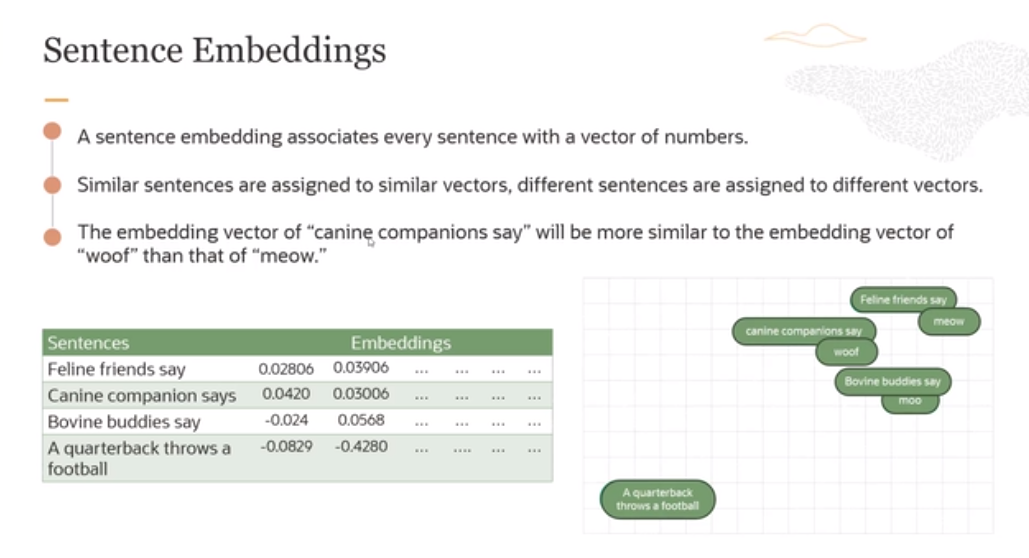 Sentence Embeddings
A sentence embedding associates every sentence with a vector of numbers.
Similar sentences are assigned to similar vectors, different sentences are assigned to different vectors.
The embedding vector of “canine companions say” will be more similar to the embedding vector of
“woof” than that of “meow.”
Sentences Embeddings
Feline friends say 0.02806 0.03906 ... ... ... ...
Canine companion says 0.0420 0.03006 ... ... ... ...
Bovine buddies say -0.024 0.0568 ... ... ... ...
A quarterback throws a -0.0829 -0.4280 ... .... ... ...
football
Feline friends say
meow
canine companions say
woof
Bovine buddies say
moo
A quarterback
throws a football